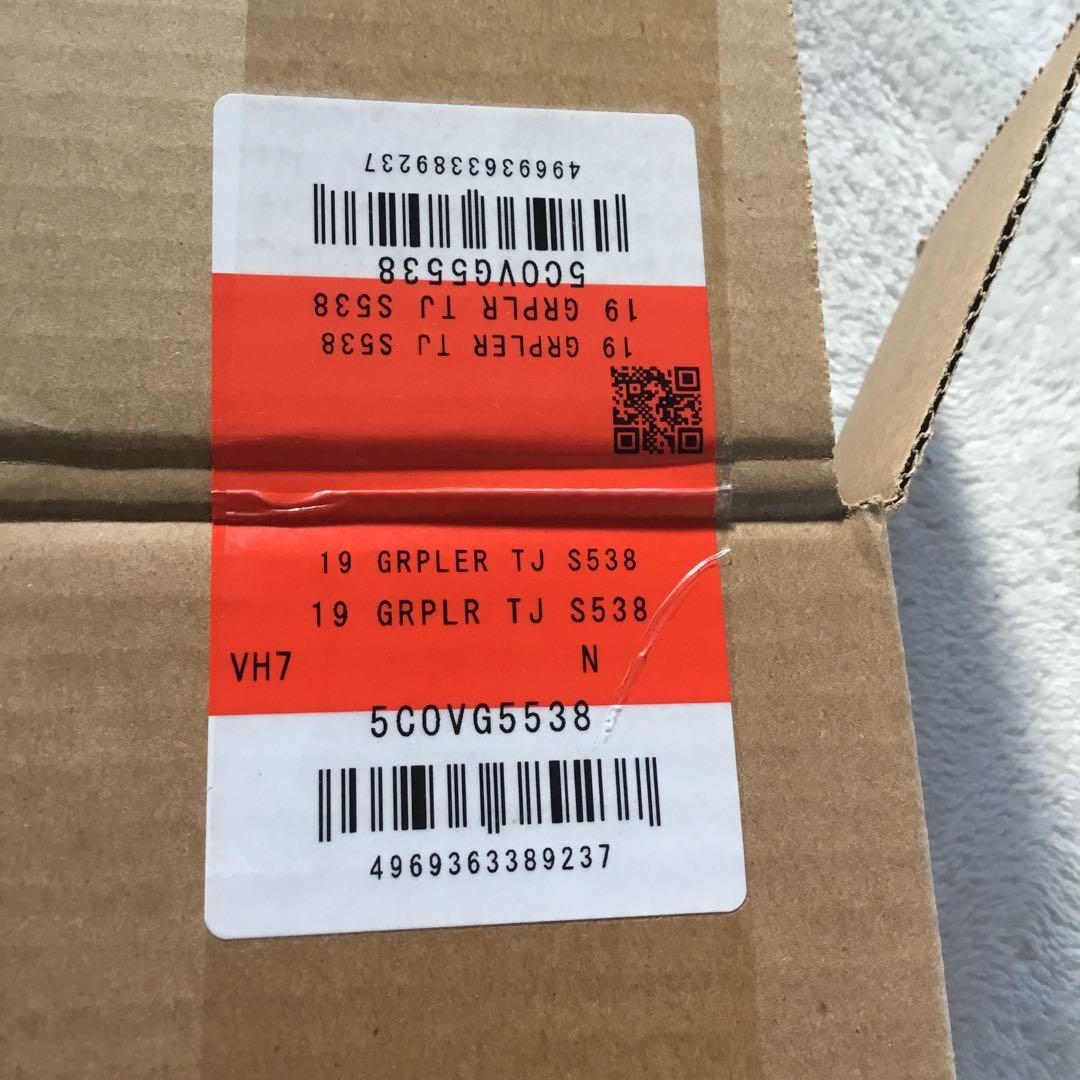 4969363389237
5C0VG5538
19 GRPLR TJ S538
19 GRPLER TJ S538
19 GRPLER TJ S538
19 GRPLR TJ S538
VH7 N
5C0VG5538
4969363389237